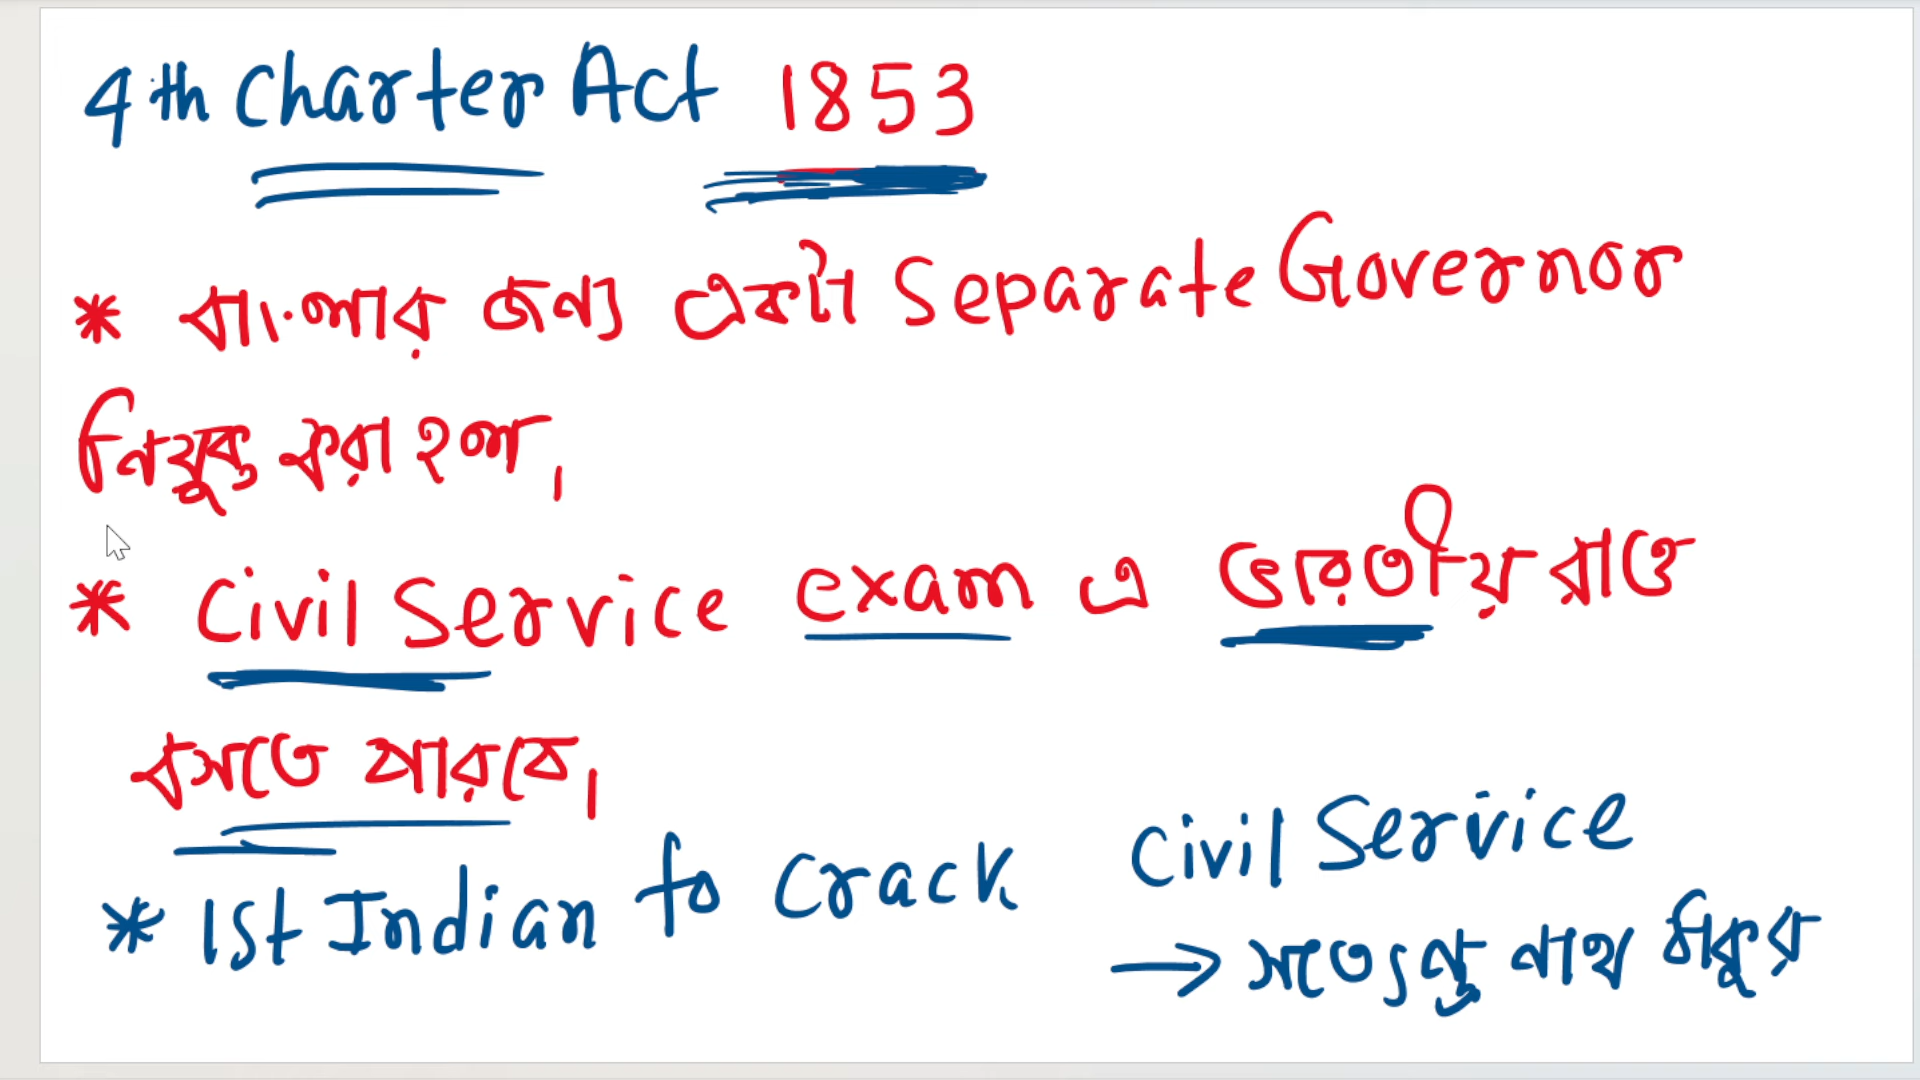 4th Charter Act 1853
* বাংলার জন্য একটা Separate Governor
নিযুক্ত করা হল।
* Civil Service exam এ ভারতীয়রাও
বসতে পারবে।
* 1st Indian to crack Civil Service
→ সত্যেন্দ্র নাথ ঠাকুর